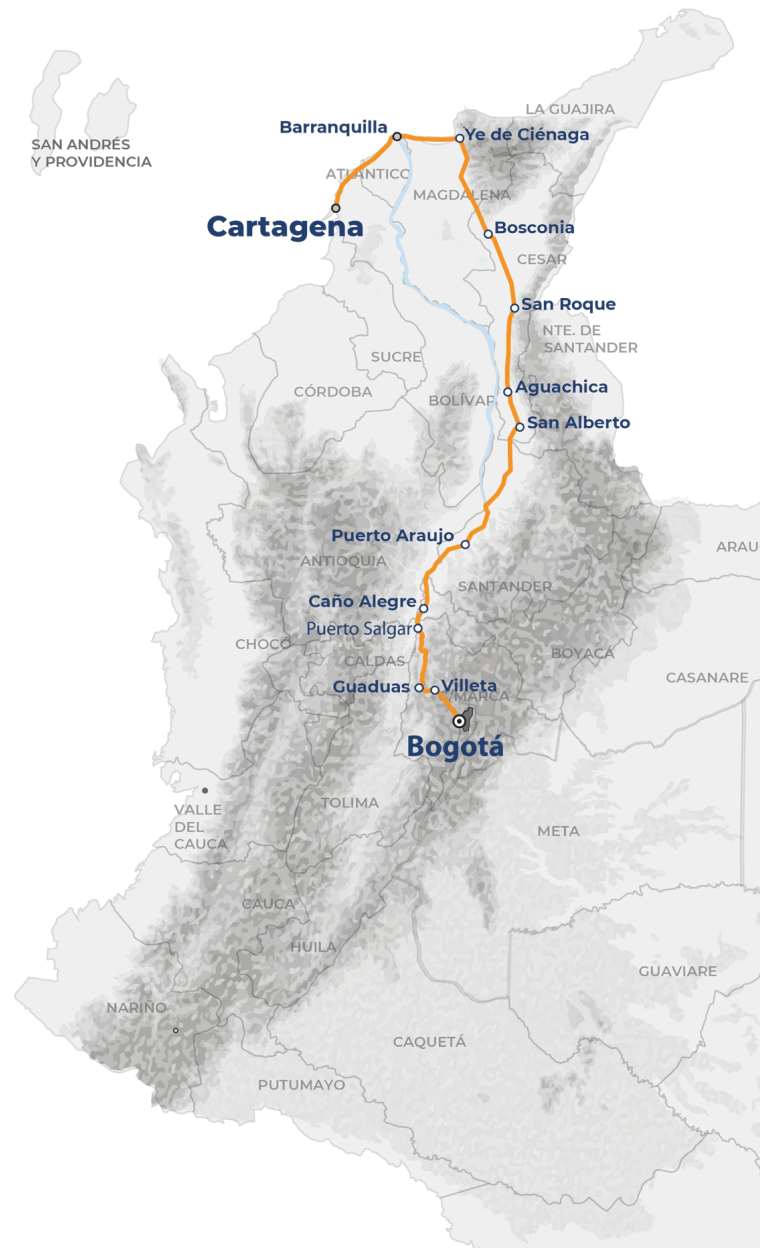 LA GUAJIRA
Barranquilla
Ye de Ciénaga
SAN ANDRÉS
Y PROVIDENCIA
ATLÁNTICO
MAGDALENA
Cartagena
Bosconia
CESAR
San Roque
NTE. DE
SANTANDER
SUCRE
Aguachica
CÓRDOBA
BOLÍVAR
San Alberto
Puerto Araujo
ARAU
ANTIOQUIA
SANTANDER
Caño Alegre
Puerto Salgar
CHOCÓ
BOYACÁ
CALDAS
CASANARE
Guaduas
Villeta
MARCA
Bogotá
TOLIMA
VALLE
DEL
CAUCA
META
CAUCA
HUILA
GUAVIARE
NARIÑO
CAQUETÁ
PUTUMAYO